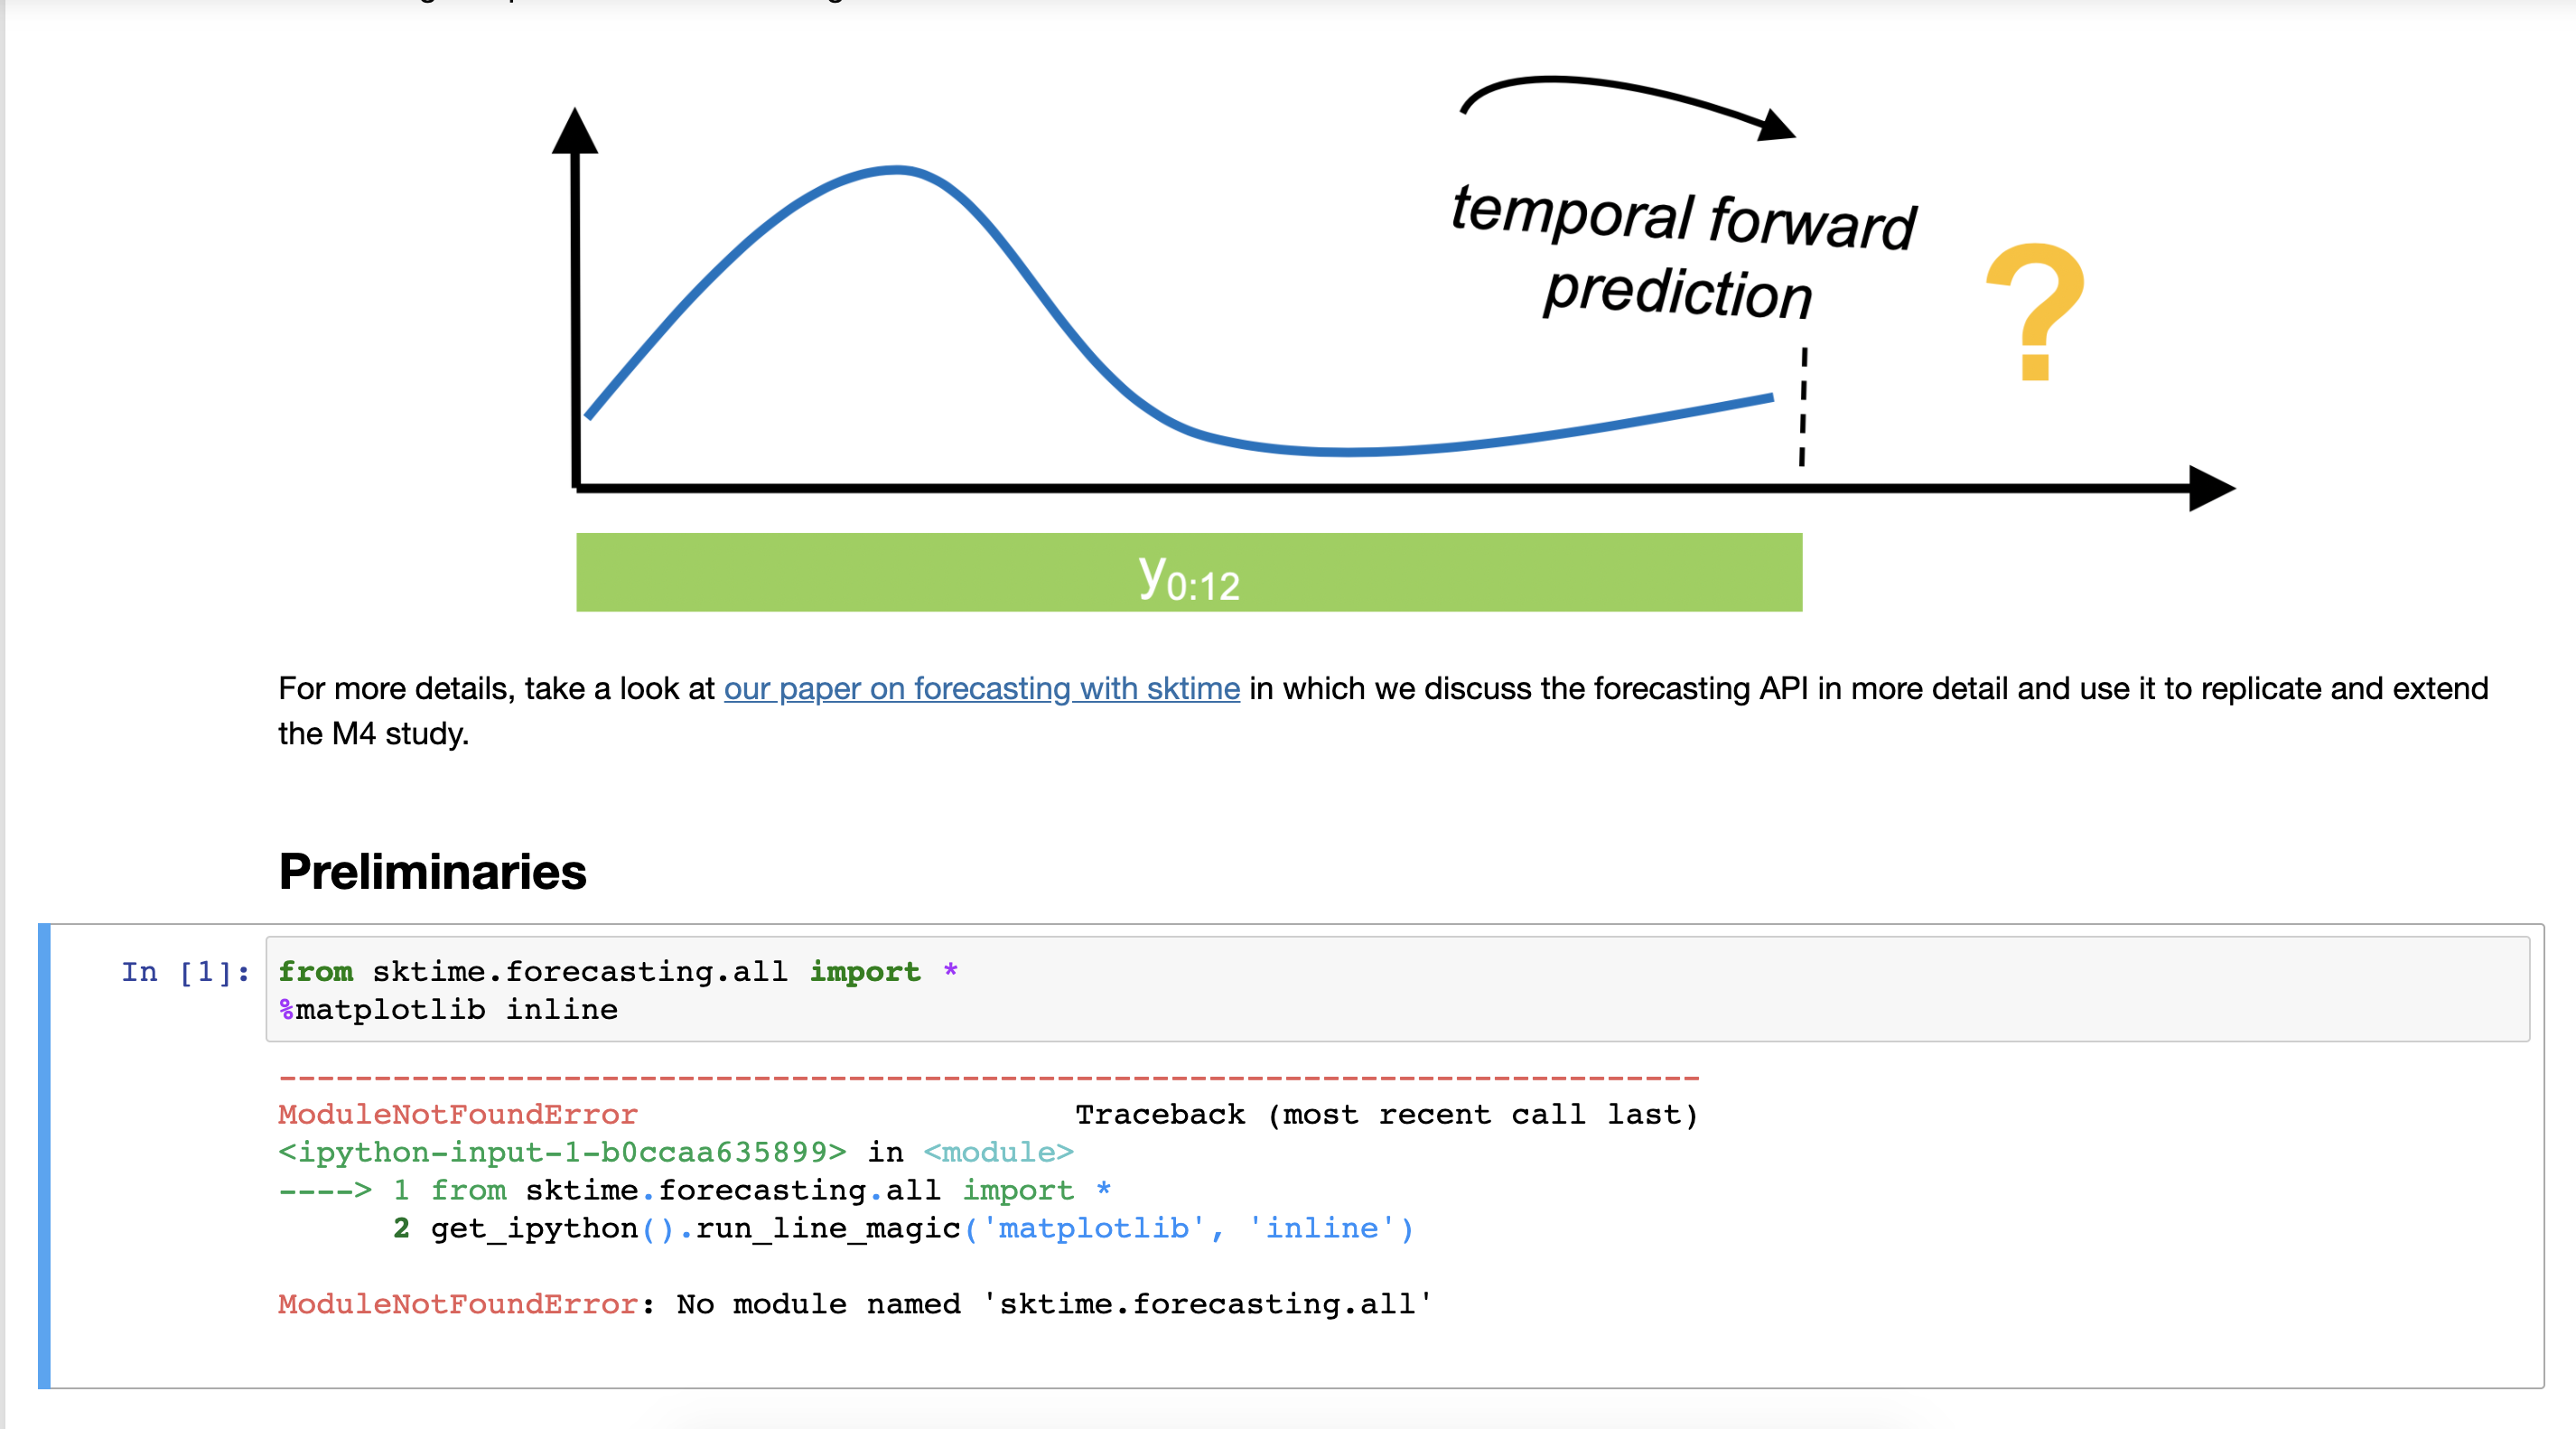 temporal forward
prediction
?
y0:12
For more details, take a look at our paper on forecasting with sktime in which we discuss the forecasting API in more detail and use it to replicate and extend
the M4 study.
Preliminaries
In [1]: from sktime.forecasting.all import *
%matplotlib inline
---------------------------------------------------------------------------
ModuleNotFoundError                       Traceback (most recent call last)
<ipython-input-1-b0ccaa635899> in <module>
----> 1 from sktime.forecasting.all import *
      2 get_ipython().run_line_magic('matplotlib', 'inline')
ModuleNotFoundError: No module named 'sktime.forecasting.all'